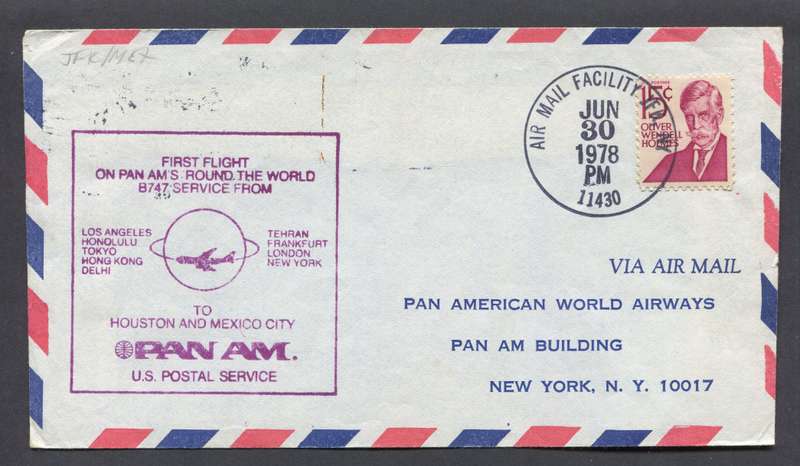 JFK/MEX
FIRST FLIGHT
ON PAN AM'S ROUND THE WORLD
B747 SERVICE FROM
LOS ANGELES
HONOLULU
TOKYO
HONG KONG
DELHI
TEHRAN
FRANKFURT
LONDON
NEW YORK
TO
HOUSTON AND MEXICO CITY
PAN AM.
U.S. POSTAL SERVICE
AIR MAIL FACILITY
JUN
30
1978
PM
11430
15¢
OLIVER
WENDELL
HOLMES
VIA AIR MAIL
PAN AMERICAN WORLD AIRWAYS
PAN AM BUILDING
NEW YORK, N. Y. 10017